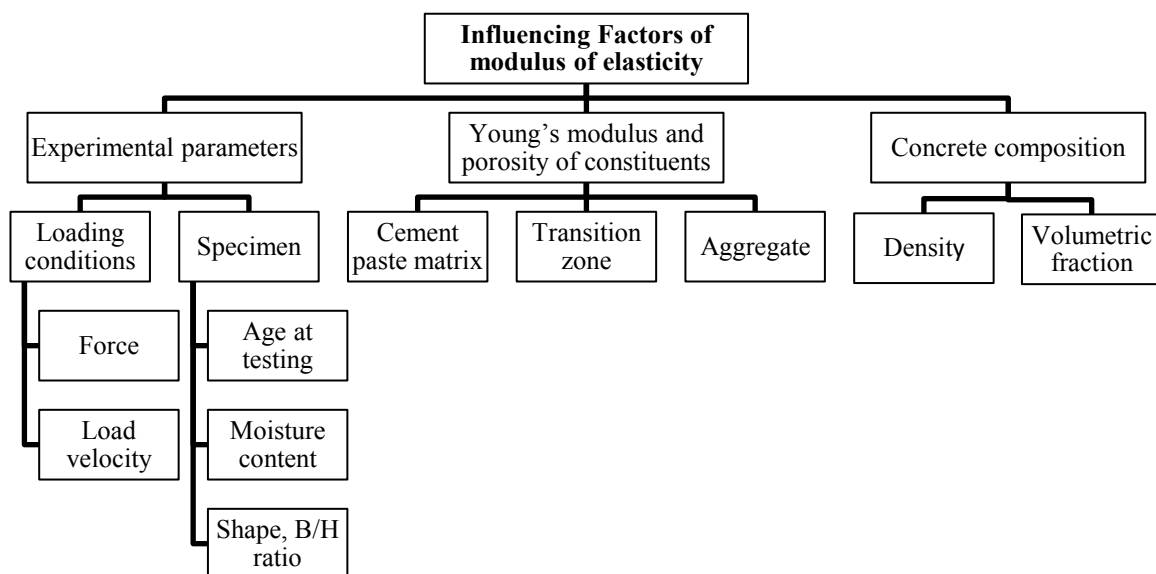 Influencing Factors of
modulus of elasticity
Experimental parameters
Young’s modulus and
porosity of constituents
Concrete composition
Loading
conditions
Specimen
Cement
paste matrix
Transition
zone
Aggregate
Density
Volumetric
fraction
Force
Age at
testing
Load
velocity
Moisture
content
Shape, B/H
ratio